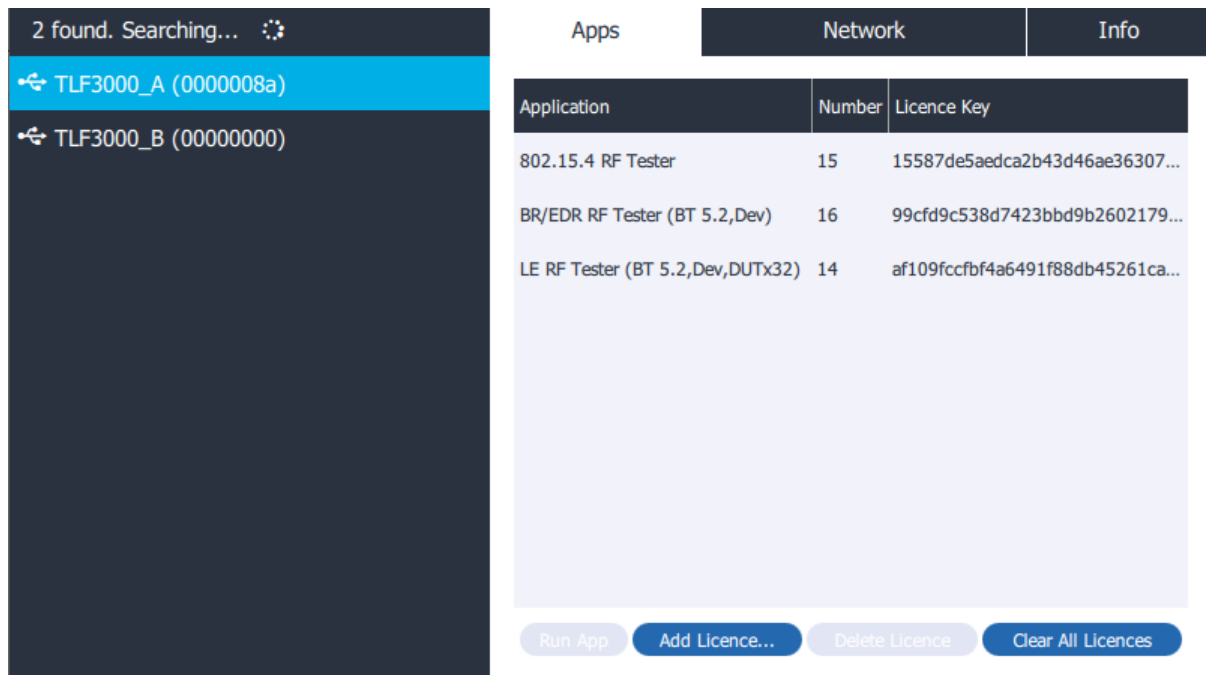 2 found. Searching...
TLF3000_A (0000008a)
TLF3000_B (00000000)
Apps Network Info
Application Number Licence Key
802.15.4 RF Tester 15 15587de5aedca2b43d46ae36307...
BR/EDR RF Tester (BT 5.2,Dev) 16 99cfd9c538d7423bbd9b2602179...
LE RF Tester (BT 5.2,Dev,DUTx32) 14 af109fccfbf4a6491f88db45261ca...
Run App Add Licence... Delete Licence Clear All Licences